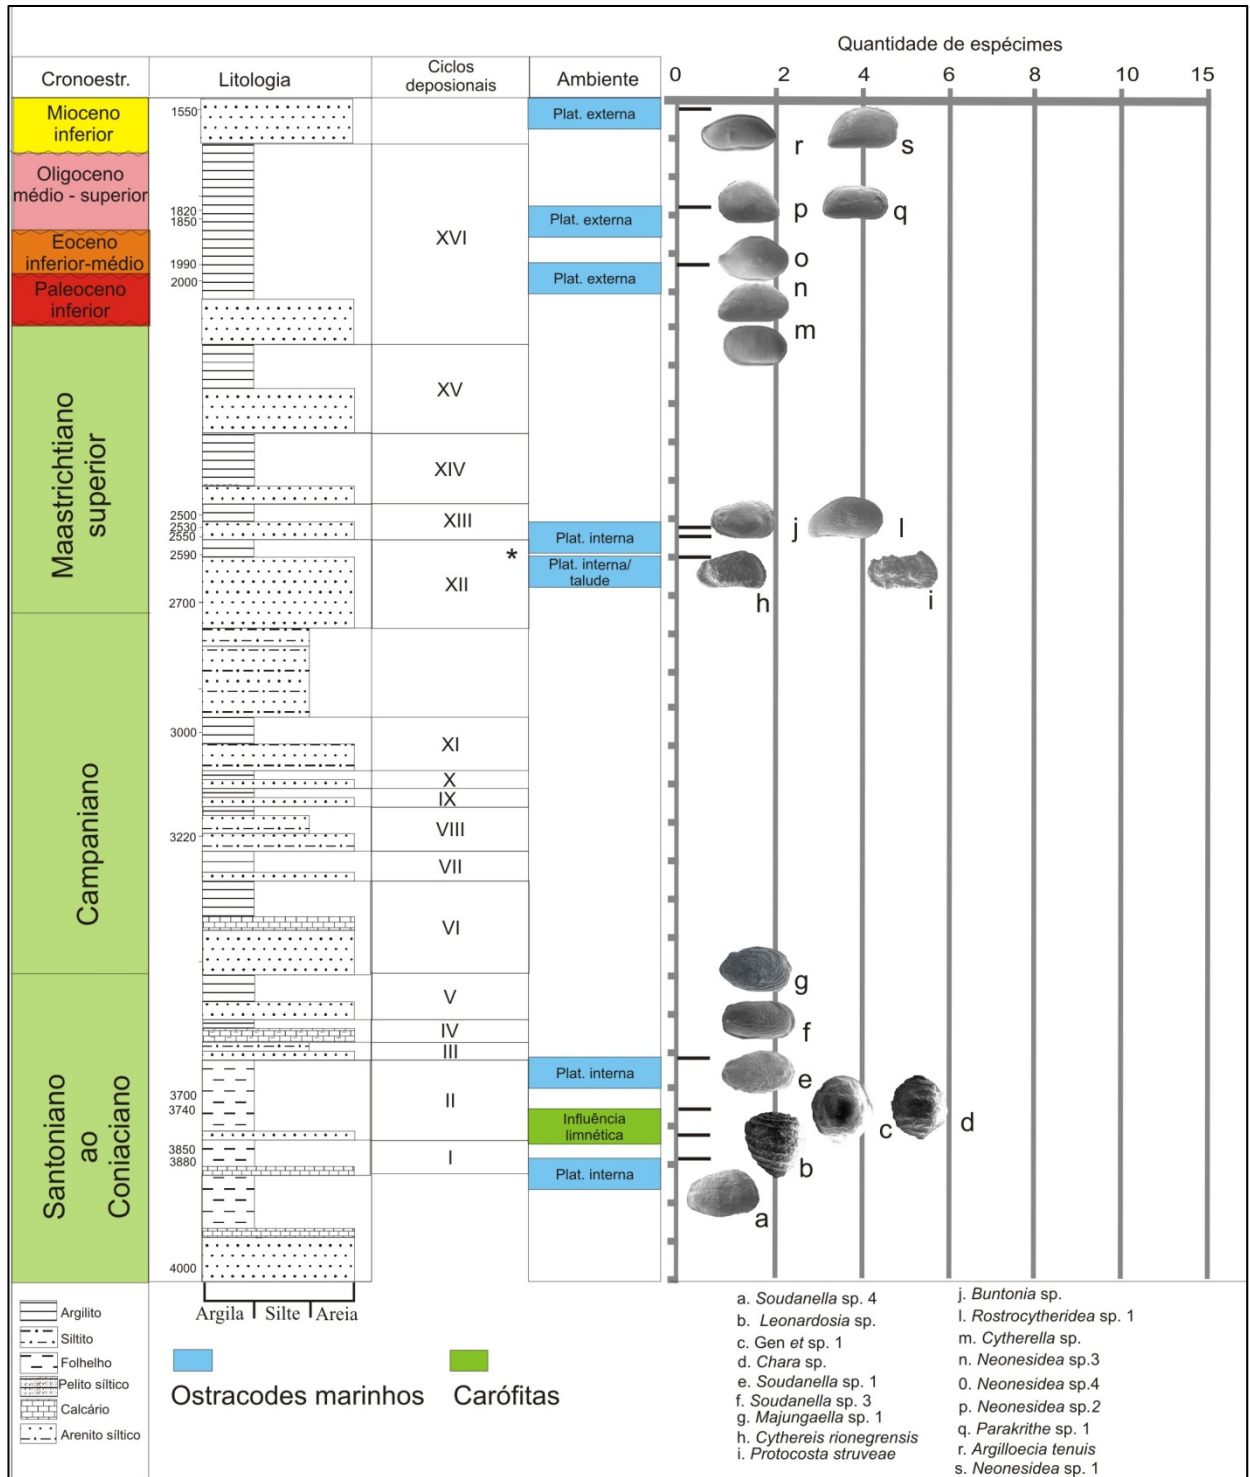 Quantidade de espécimes
Cronoestr.
Litologia
Ciclos
deposionais
Ambiente
0 2 4 6 8 10 15
Mioceno
inferior
Oligoceno
médio - superior
Eoceno
inferior-médio
Paleoceno
inferior
Maastrichtiano
superior
Campaniano
Santoniano
ao
Coniaciano
1550
1820
1850
1990
2000
2500
2530
2550
2590
2700
3000
3220
3700
3740
3850
3880
4000
XVI
XV
XIV
XIII
*
XII
XI
X
IX
VIII
VII
VI
V
IV
III
II
I
Plat. externa
Plat. externa
Plat. externa
Plat. interna
Plat. interna/
talude
Plat. interna
Influência
limnética
Plat. interna
r s
p q
o
n
m
j l
h i
g
f
e
c d
b
a
Argila Silte Areia
Argilito
Siltito
Folhelho
Pelito síltico
Calcário
Arenito síltico
Ostracodes marinhos
Carófitas
a. Soudanella sp. 4
b. Leonardosia sp.
c. Gen et sp. 1
d. Chara sp.
e. Soudanella sp. 1
f. Soudanella sp. 3
g. Majungaella sp. 1
h. Cythereis rionegrensis
i. Protocosta struveae
j. Buntonia sp.
l. Rostrocytheridea sp. 1
m. Cytherella sp.
n. Neonesidea sp.3
0. Neonesidea sp.4
p. Neonesidea sp.2
q. Parakrithe sp. 1
r. Argilloecia tenuis
s. Neonesidea sp. 1